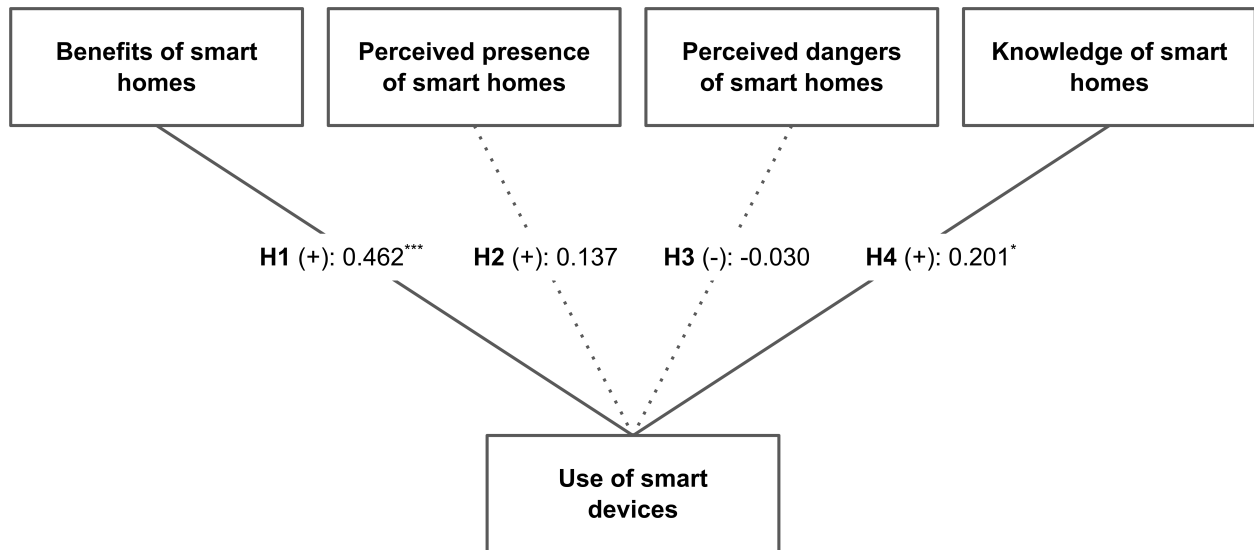 Benefits of smart
homes
Perceived presence
of smart homes
Perceived dangers
of smart homes
Knowledge of smart
homes
H1 (+): 0.462***
H2 (+): 0.137
H3 (-): -0.030
H4 (+): 0.201*
Use of smart
devices